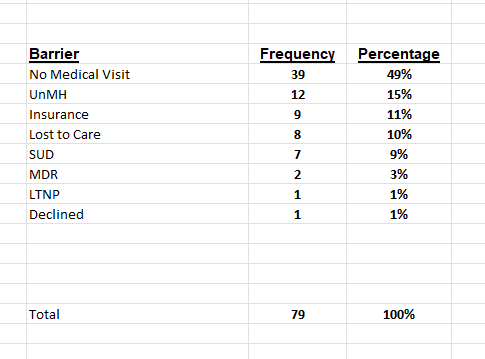 Barrier Frequency Percentage
No Medical Visit 39 49%
UnMH 12 15%
Insurance 9 11%
Lost to Care 8 10%
SUD 7 9%
MDR 2 3%
LTNP 1 1%
Declined 1 1%
Total 79 100%